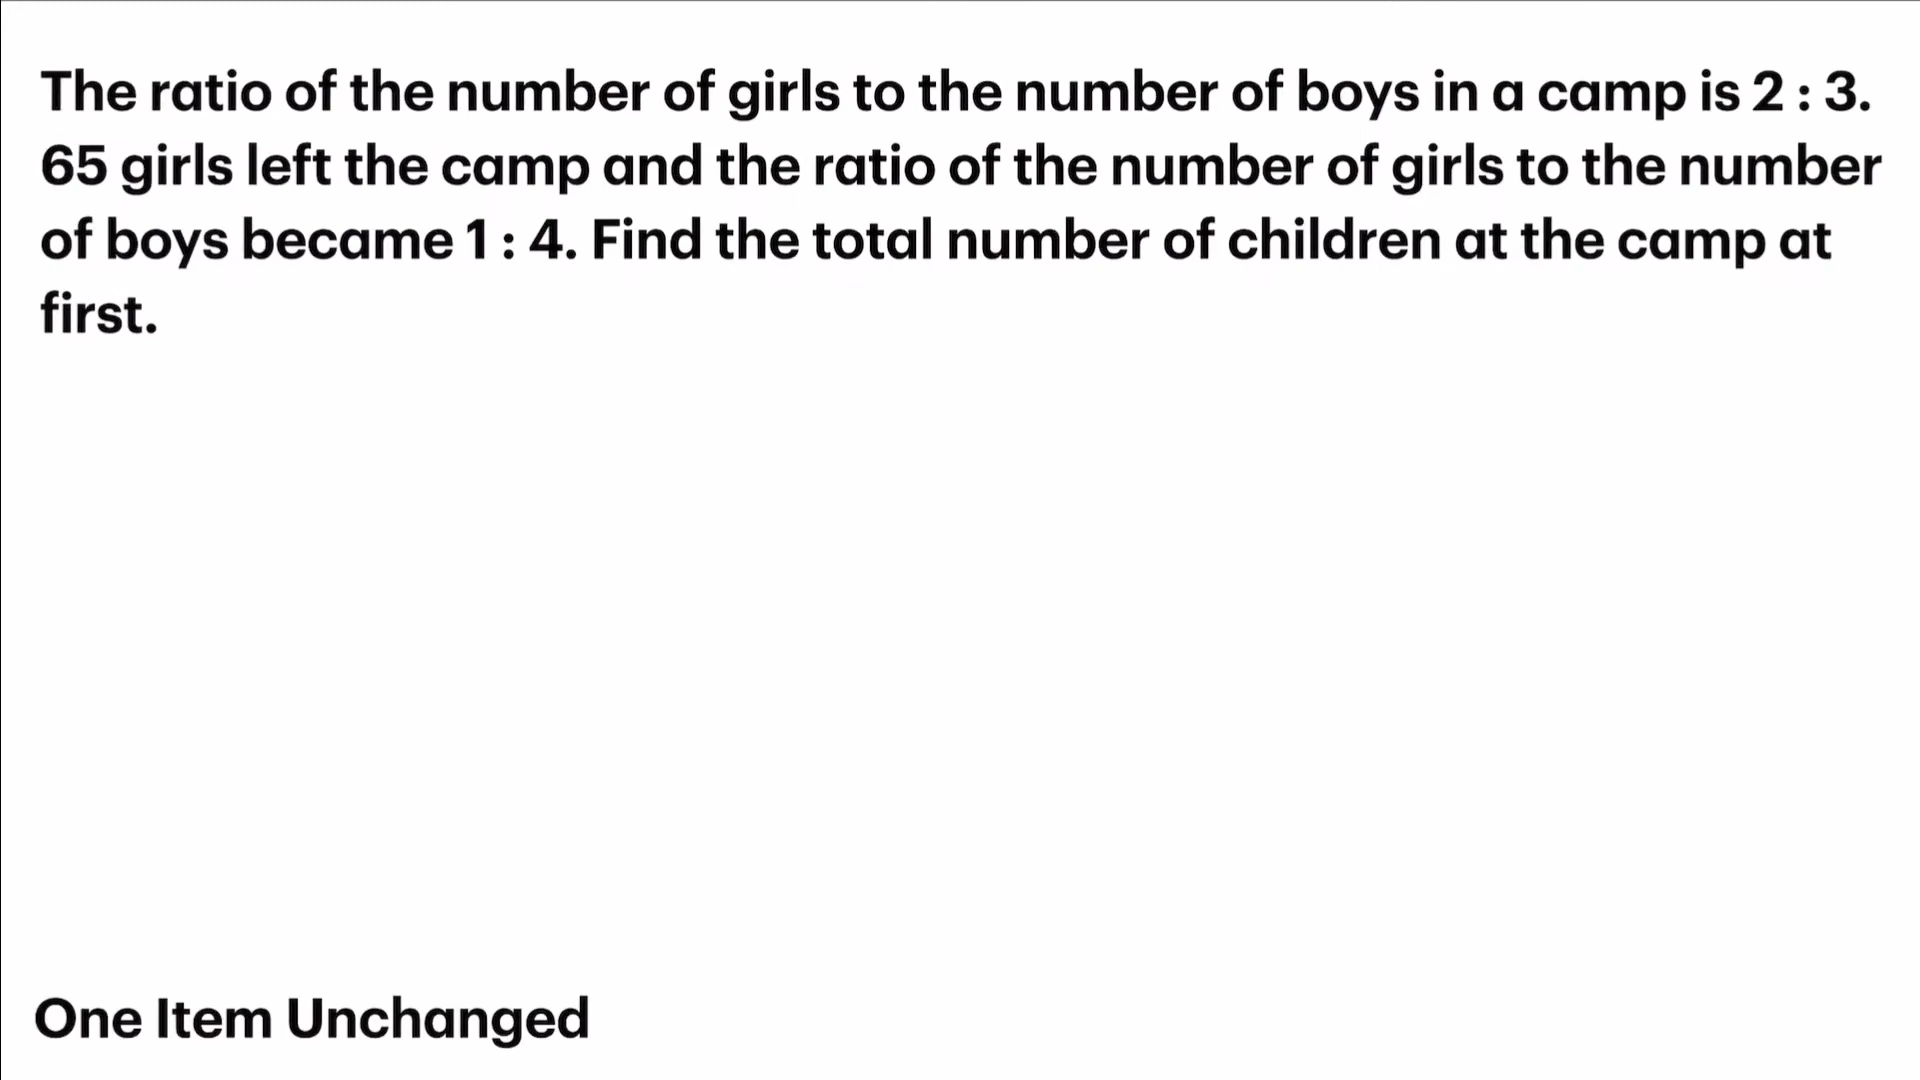 The ratio of the number of girls to the number of boys in a camp is 2 : 3.
65 girls left the camp and the ratio of the number of girls to the number
of boys became 1 : 4. Find the total number of children at the camp at
first.
One Item Unchanged